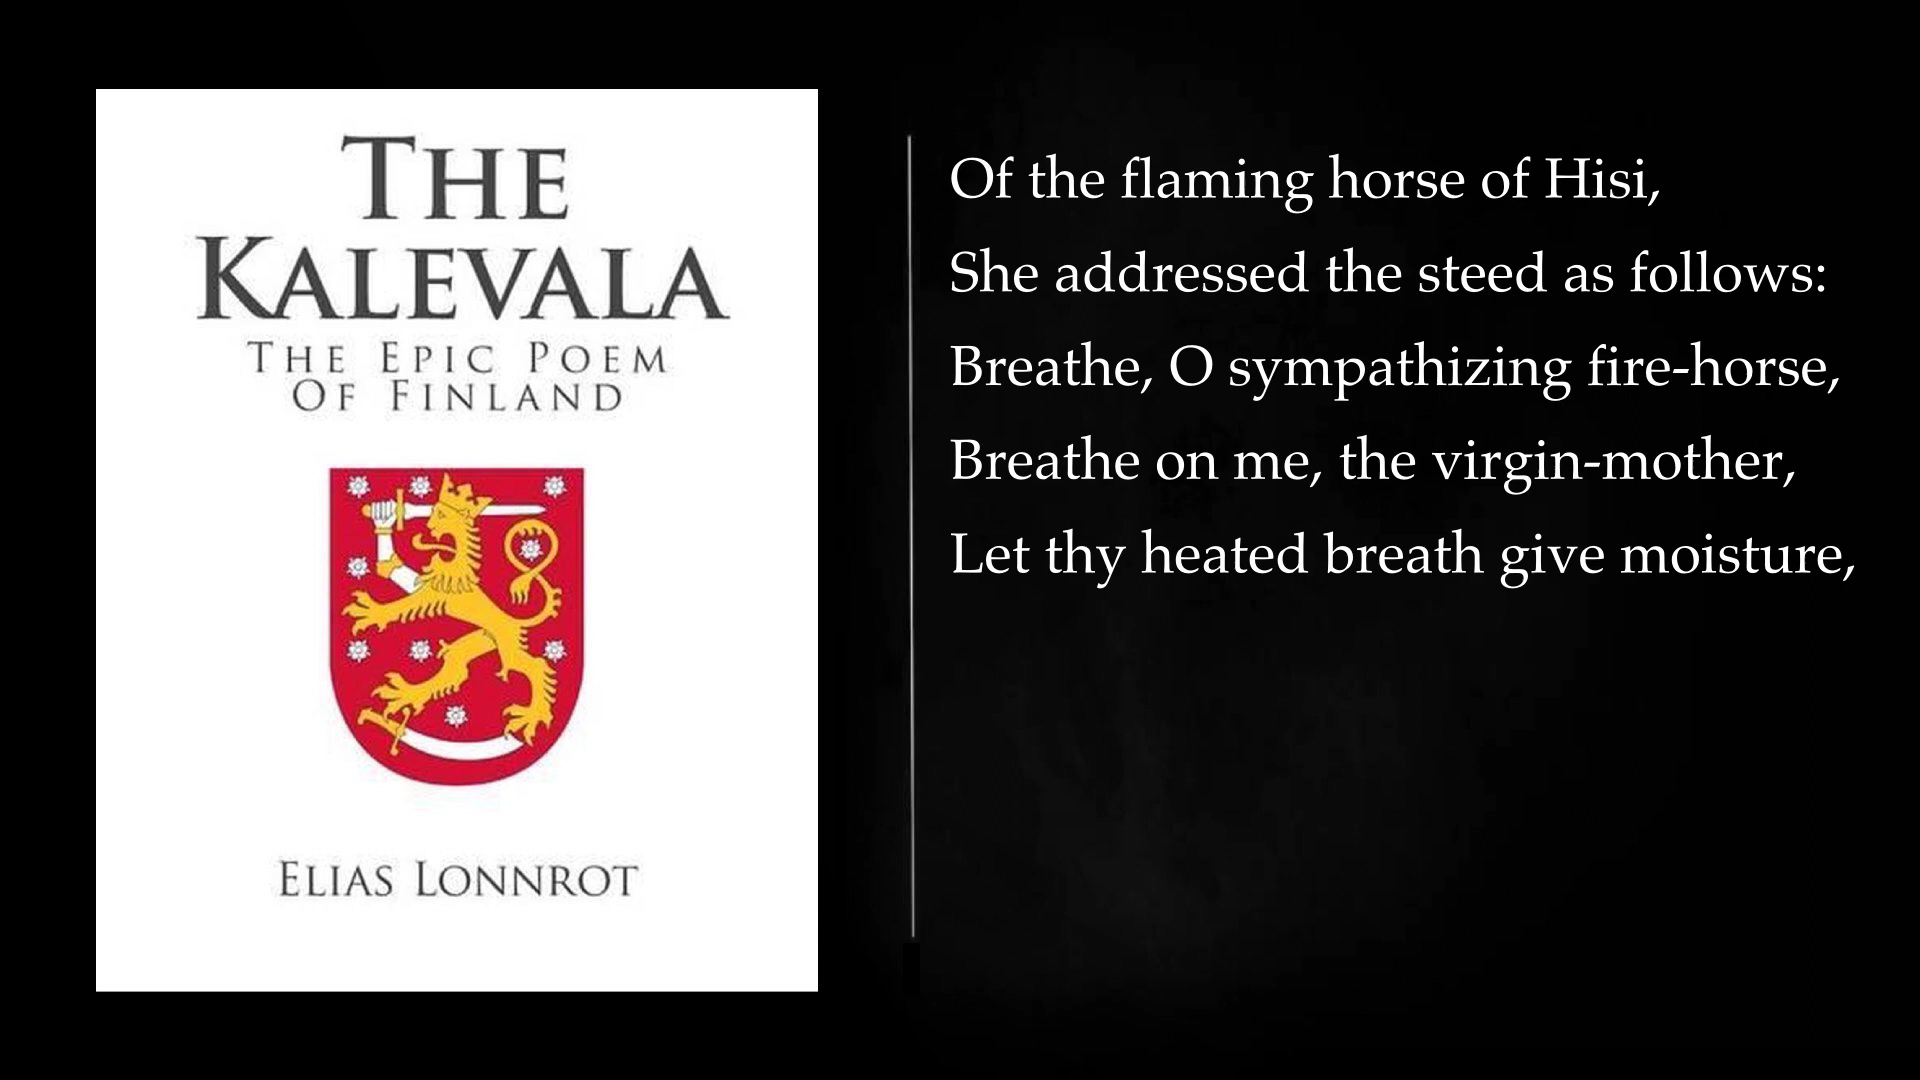 THE
KALEVALA
THE EPIC POEM
OF FINLAND
ELIAS LONNROT
Of the flaming horse of Hisi,
She addressed the steed as follows:
Breathe, O sympathizing fire-horse,
Breathe on me, the virgin-mother,
Let thy heated breath give moisture,